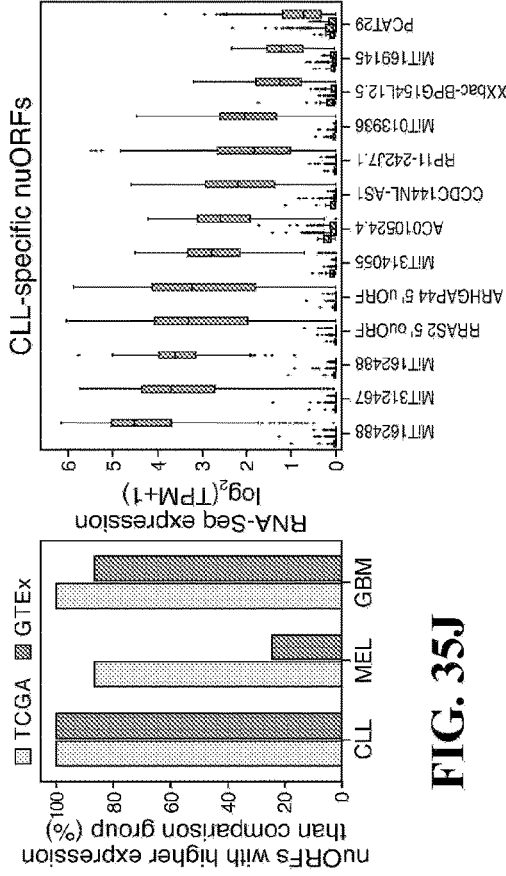 TCGA GTEx
nuORFs with higher expression
than comparison group (%)
100
80
60
40
20
0
CLL MEL GBM
CLL-specific nuORFs
RNA-Seq expression
log2(TPM+1)
6
5
4
3
2
1
0
MiT162488
MiT312467
MiT162488
RRAS2 5' ouORF
ARHGAP44 5' uORF
MiT314055
AC010524.4
CCDC144NL-AS1
RP11-242J7.1
MiT013936
XXbac-BPG154L12.5
MiT169145
PCAT29
FIG. 35J